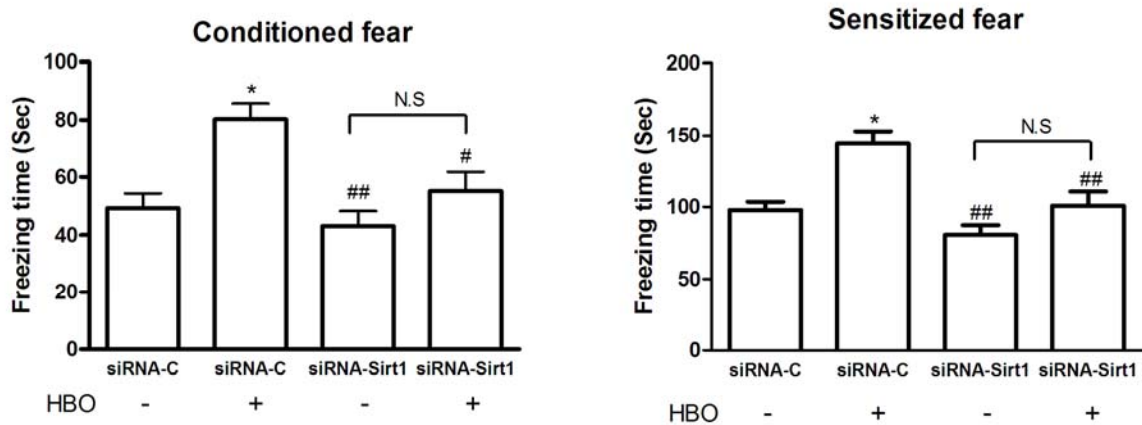 Conditioned fear
Freezing time (Sec)
100
80
60
40
20
0
*
##
N.S
#
siRNA-C siRNA-C siRNA-Sirt1 siRNA-Sirt1
HBO - + - +
Sensitized fear
Freezing time (Sec)
200
150
100
50
0
*
##
N.S
##
siRNA-C siRNA-C siRNA-Sirt1 siRNA-Sirt1
HBO - + - +